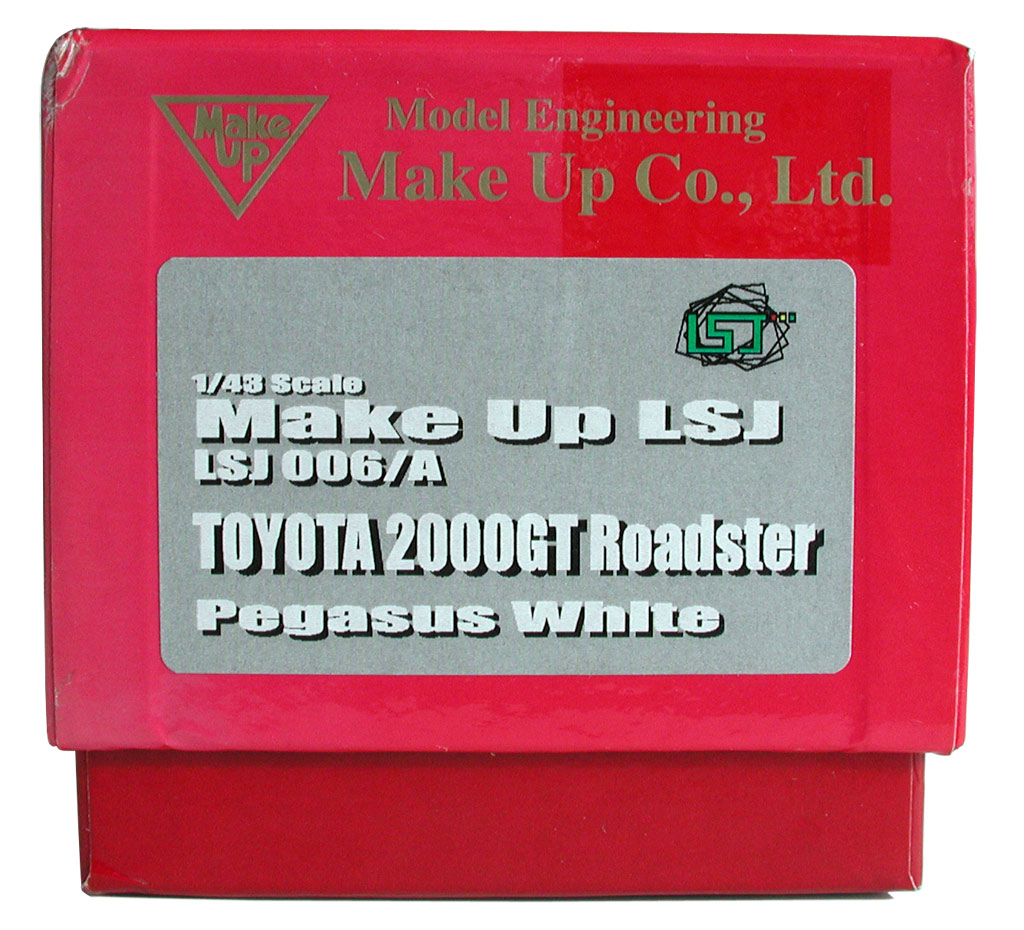 Make
Up
Model Engineering
Make Up Co., Ltd.
LSJ
1/43 Scale
Make Up LSJ
LSJ 006/A
TOYOTA 2000GT Roadster
Pegasus White